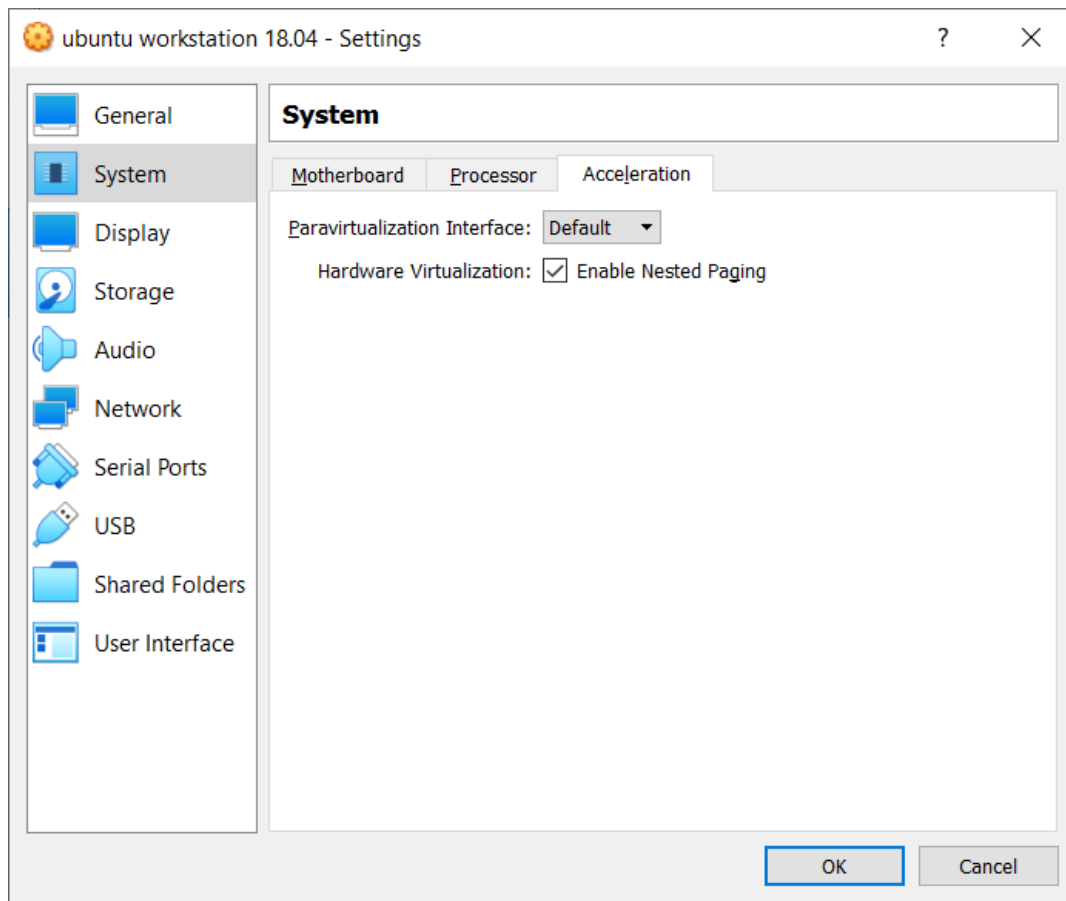 ubuntu workstation 18.04 - Settings
?
General
System
Display
Storage
Audio
Network
Serial Ports
USB
Shared Folders
User Interface
System
Motherboard Processor Acceleration
Paravirtualization Interface: Default
Hardware Virtualization: Enable Nested Paging
OK Cancel